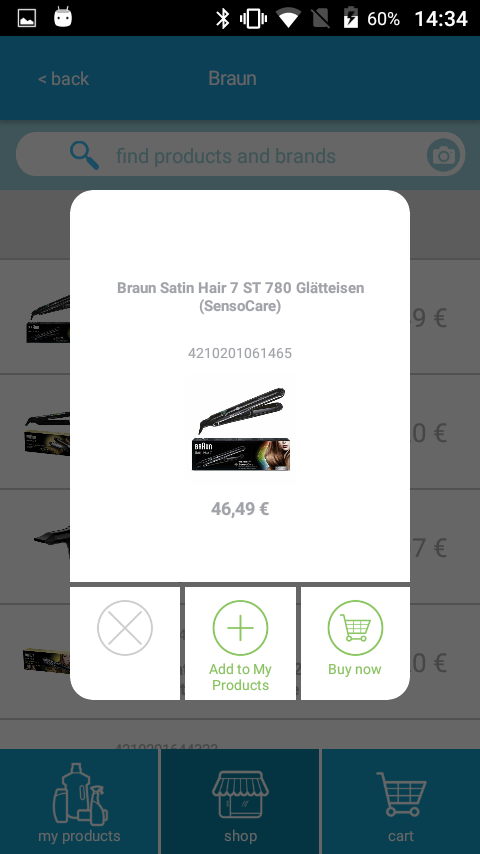 60% 14:34
< back Braun
find products and brands
Braun Satin Hair 7 ST 780 Glätteisen
(SensoCare)
9 €
4210201061465
0 €
BRAUN
46,49 €
7 €
0 €
Add to My
Products
Buy now
my products
shop
cart